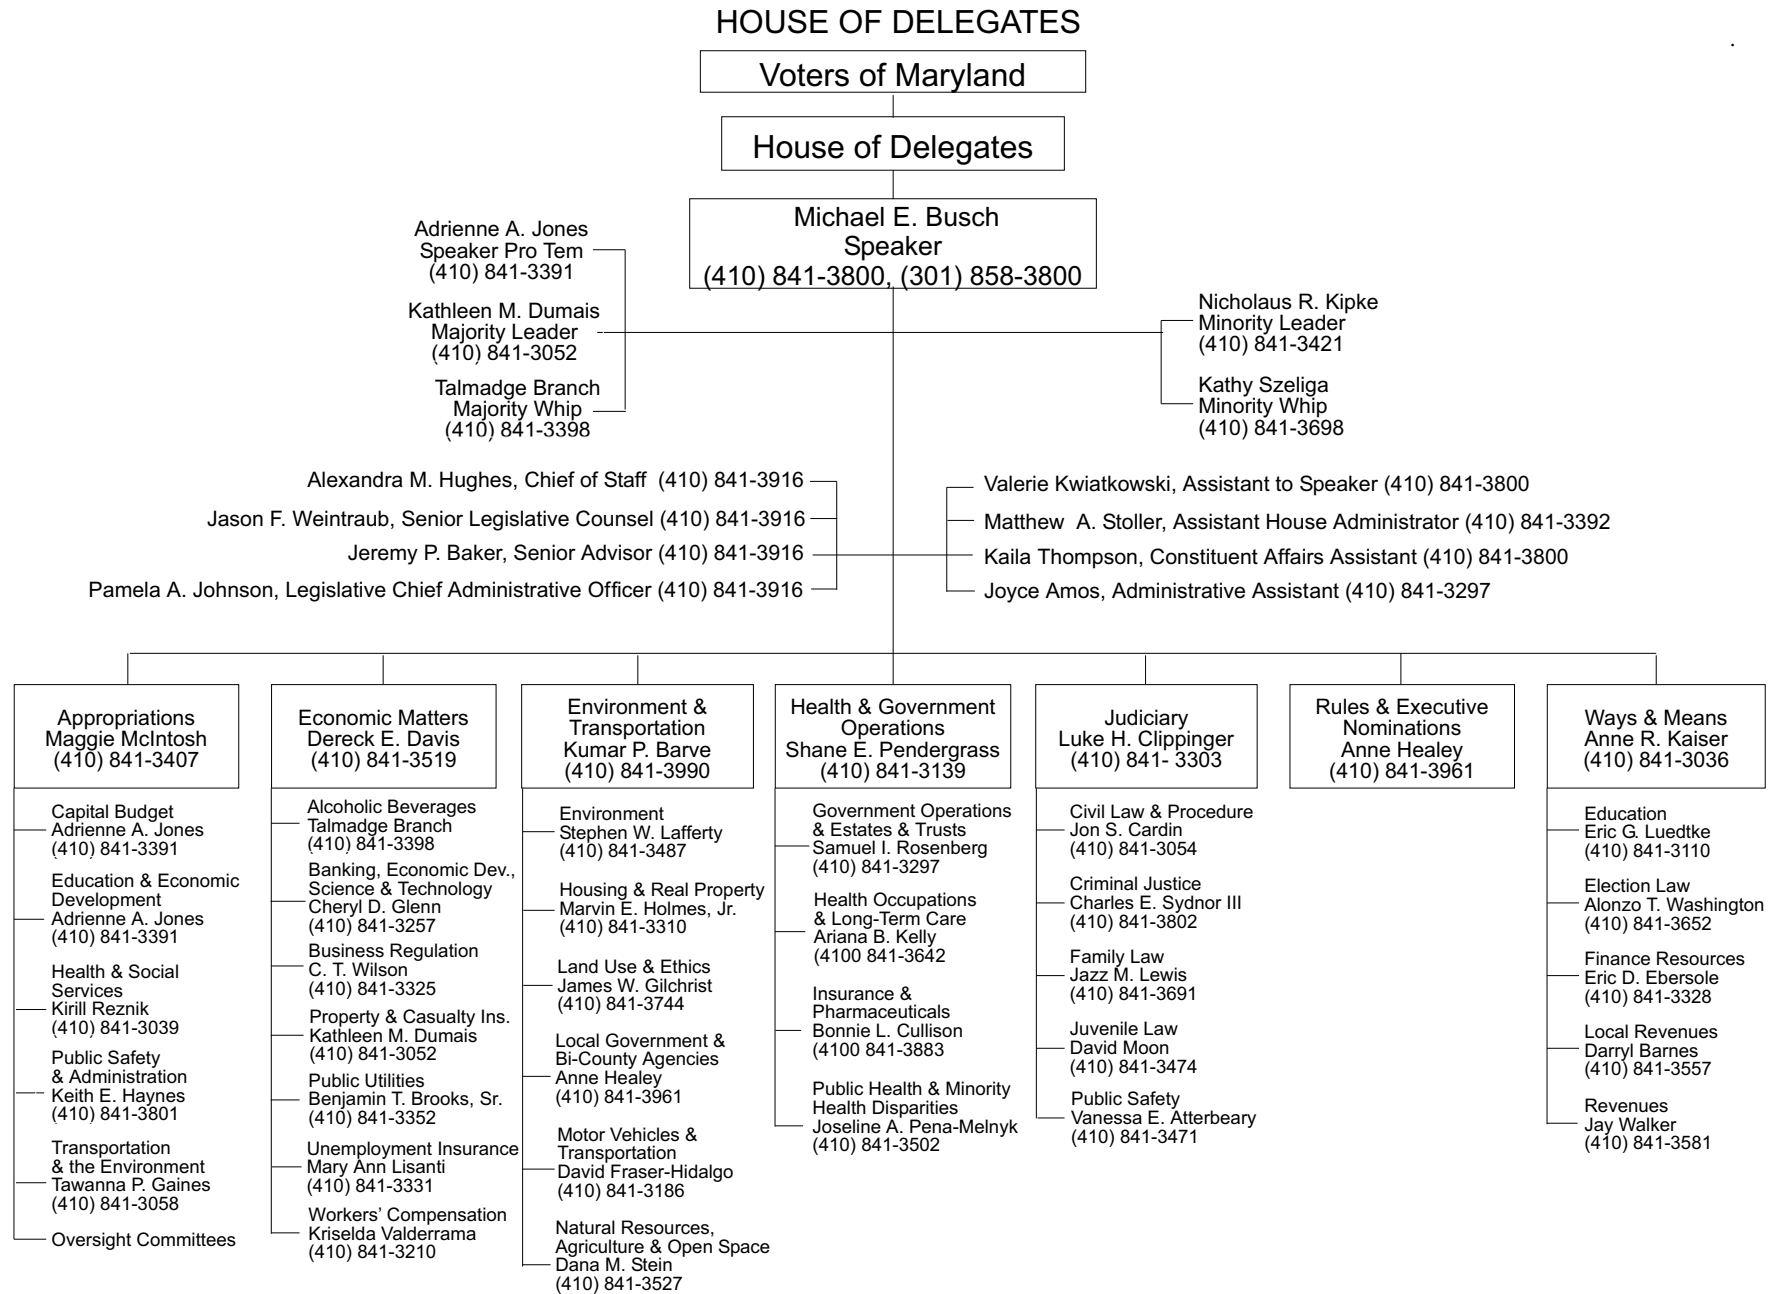 HOUSE OF DELEGATES
Voters of Maryland
House of Delegates
Michael E. Busch
Speaker
(410) 841-3800, (301) 858-3800
Adrienne A. Jones
Speaker Pro Tem
(410) 841-3391
Kathleen M. Dumais
Majority Leader
(410) 841-3052
Talmadge Branch
Majority Whip
(410) 841-3398
Nicholaus R. Kipke
Minority Leader
(410) 841-3421
Kathy Szeliga
Minority Whip
(410) 841-3698
Alexandra M. Hughes, Chief of Staff (410) 841-3916
Jason F. Weintraub, Senior Legislative Counsel (410) 841-3916
Jeremy P. Baker, Senior Advisor (410) 841-3916
Pamela A. Johnson, Legislative Chief Administrative Officer (410) 841-3916
Valerie Kwiatkowski, Assistant to Speaker (410) 841-3800
Matthew A. Stoller, Assistant House Administrator (410) 841-3392
Kaila Thompson, Constituent Affairs Assistant (410) 841-3800
Joyce Amos, Administrative Assistant (410) 841-3297
Appropriations
Maggie McIntosh
(410) 841-3407
Capital Budget
Adrienne A. Jones
(410) 841-3391
Education & Economic
Development
Adrienne A. Jones
(410) 841-3391
Health & Social
Services
Kirill Reznik
(410) 841-3039
Public Safety
& Administration
Keith E. Haynes
(410) 841-3801
Transportation
& the Environment
Tawanna P. Gaines
(410) 841-3058
Oversight Committees
Economic Matters
Dereck E. Davis
(410) 841-3519
Alcoholic Beverages
Talmadge Branch
(410) 841-3398
Banking, Economic Dev.,
Science & Technology
Cheryl D. Glenn
(410) 841-3257
Business Regulation
C. T. Wilson
(410) 841-3325
Property & Casualty Ins.
Kathleen M. Dumais
(410) 841-3052
Public Utilities
Benjamin T. Brooks, Sr.
(410) 841-3352
Unemployment Insurance
Mary Ann Lisanti
(410) 841-3331
Workers’ Compensation
Kriselda Valderrama
(410) 841-3210
Environment &
Transportation
Kumar P. Barve
(410) 841-3990
Environment
Stephen W. Lafferty
(410) 841-3487
Housing & Real Property
Marvin E. Holmes, Jr.
(410) 841-3310
Land Use & Ethics
James W. Gilchrist
(410) 841-3744
Local Government &
Bi-County Agencies
Anne Healey
(410) 841-3961
Motor Vehicles &
Transportation
David Fraser-Hidalgo
(410) 841-3186
Natural Resources,
Agriculture & Open Space
Dana M. Stein
(410) 841-3527
Health & Government
Operations
Shane E. Pendergrass
(410) 841-3139
Government Operations
& Estates & Trusts
Samuel I. Rosenberg
(410) 841-3297
Health Occupations
& Long-Term Care
Ariana B. Kelly
(4100 841-3642
Insurance &
Pharmaceuticals
Bonnie L. Cullison
(4100 841-3883
Public Health & Minority
Health Disparities
Joseline A. Pena-Melnyk
(410) 841-3502
Judiciary
Luke H. Clippinger
(410) 841- 3303
Civil Law & Procedure
Jon S. Cardin
(410) 841-3054
Criminal Justice
Charles E. Sydnor III
(410) 841-3802
Family Law
Jazz M. Lewis
(410) 841-3691
Juvenile Law
David Moon
(410) 841-3474
Public Safety
Vanessa E. Atterbeary
(410) 841-3471
Rules & Executive
Nominations
Anne Healey
(410) 841-3961
Ways & Means
Anne R. Kaiser
(410) 841-3036
Education
Eric G. Luedtke
(410) 841-3110
Election Law
Alonzo T. Washington
(410) 841-3652
Finance Resources
Eric D. Ebersole
(410) 841-3328
Local Revenues
Darryl Barnes
(410) 841-3557
Revenues
Jay Walker
(410) 841-3581